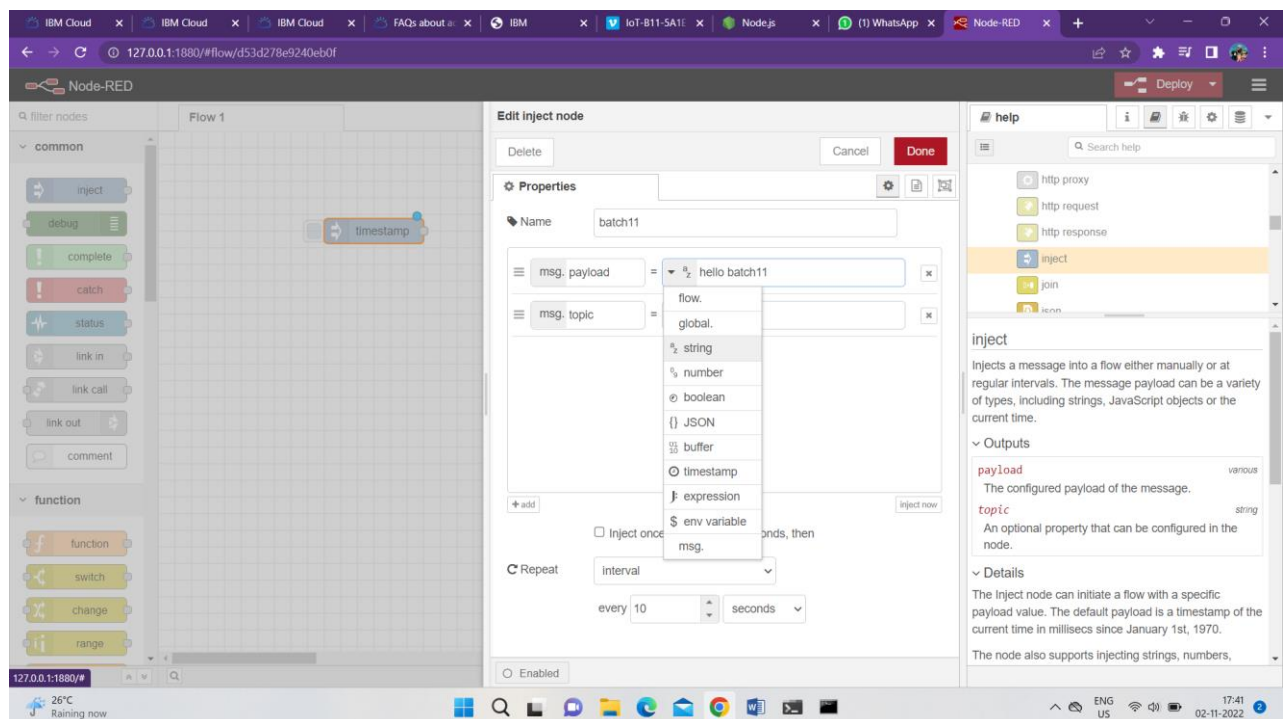 IBM Cloud
IBM Cloud
IBM Cloud
FAQs about ac
IBM
IoT-B11-5A1E
Node.js
(1) WhatsApp
Node-RED
127.0.0.1:1880/#flow/d53d278e9240eb0f
Node-RED
Deploy
filter nodes
Flow 1
common
inject
debug
complete
catch
status
link in
link call
link out
comment
function
function
switch
change
range
timestamp
Edit inject node
Delete
Cancel
Done
Properties
Name
batch11
msg. payload
=
hello batch11
msg. topic
=
flow.
global.
string
number
boolean
{} JSON
buffer
timestamp
expression
$ env variable
msg.
add
inject now
Inject once
onds, then
Repeat
interval
every 10 seconds
Enabled
help
Search help
http proxy
http request
http response
inject
join
json
inject
Injects a message into a flow either manually or at
regular intervals. The message payload can be a variety
of types, including strings, JavaScript objects or the
current time.
Outputs
payload various
The configured payload of the message.
topic string
An optional property that can be configured in the
node.
Details
The Inject node can initiate a flow with a specific
payload value. The default payload is a timestamp of the
current time in millisecs since January 1st, 1970.
The node also supports injecting strings, numbers,
127.0.0.1:1880/#
26°C
Raining now
ENG
US
17:41
02-11-2022
2